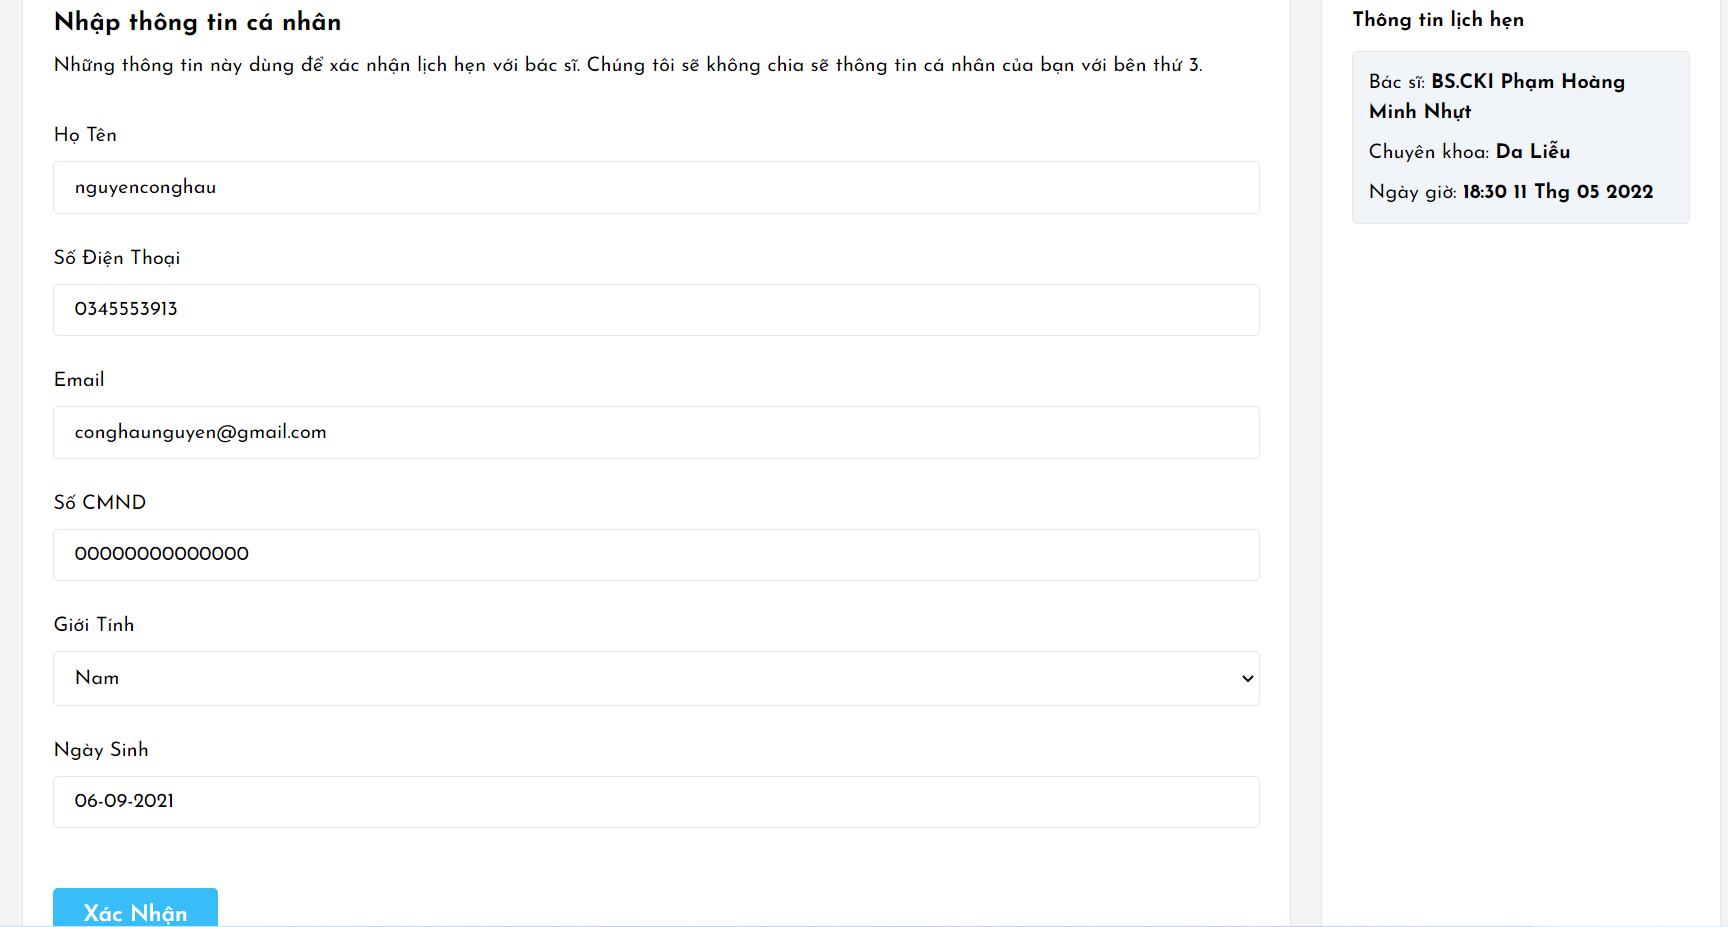 Nhập thông tin cá nhân
Những thông tin này dùng để xác nhận lịch hẹn với bác sĩ. Chúng tôi sẽ không chia sẽ thông tin cá nhân của bạn với bên thứ 3.
Họ Tên
nguyenconghau
Số Điện Thoại
0345553913
Email
conghaunguyen@gmail.com
Số CMND
00000000000000
Giới Tính
Nam
Ngày Sinh
06-09-2021
Xác Nhận
Thông tin lịch hẹn
Bác sĩ: BS.CKI Phạm Hoàng
Minh Nhựt
Chuyên khoa: Da Liễu
Ngày giờ: 18:30 11 Thg 05 2022